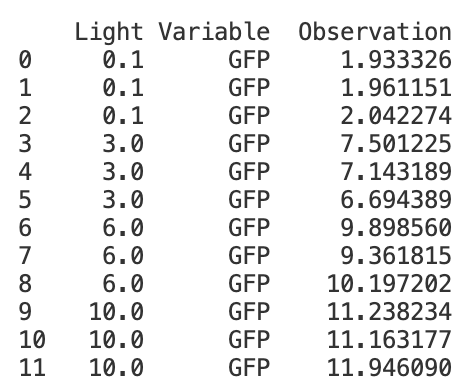 Light Variable Observation
0 0.1 GFP 1.933326
1 0.1 GFP 1.961151
2 0.1 GFP 2.042274
3 3.0 GFP 7.501225
4 3.0 GFP 7.143189
5 3.0 GFP 6.694389
6 6.0 GFP 9.898560
7 6.0 GFP 9.361815
8 6.0 GFP 10.197202
9 10.0 GFP 11.238234
10 10.0 GFP 11.163177
11 10.0 GFP 11.946090